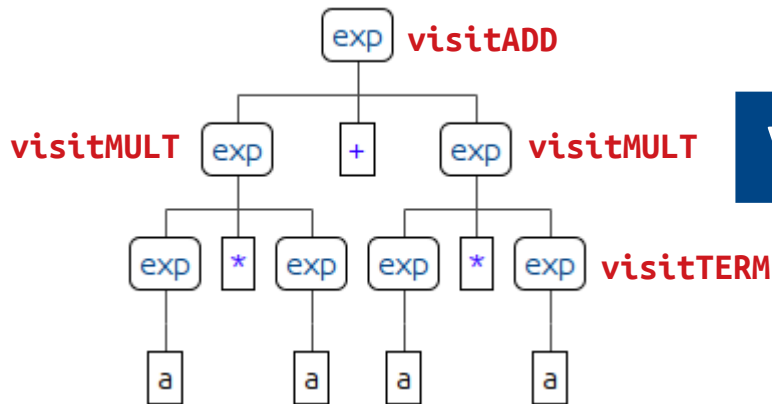 exp visitADD
visitMULT exp + exp visitMULT
exp * exp exp * exp visitTERM
a a a a